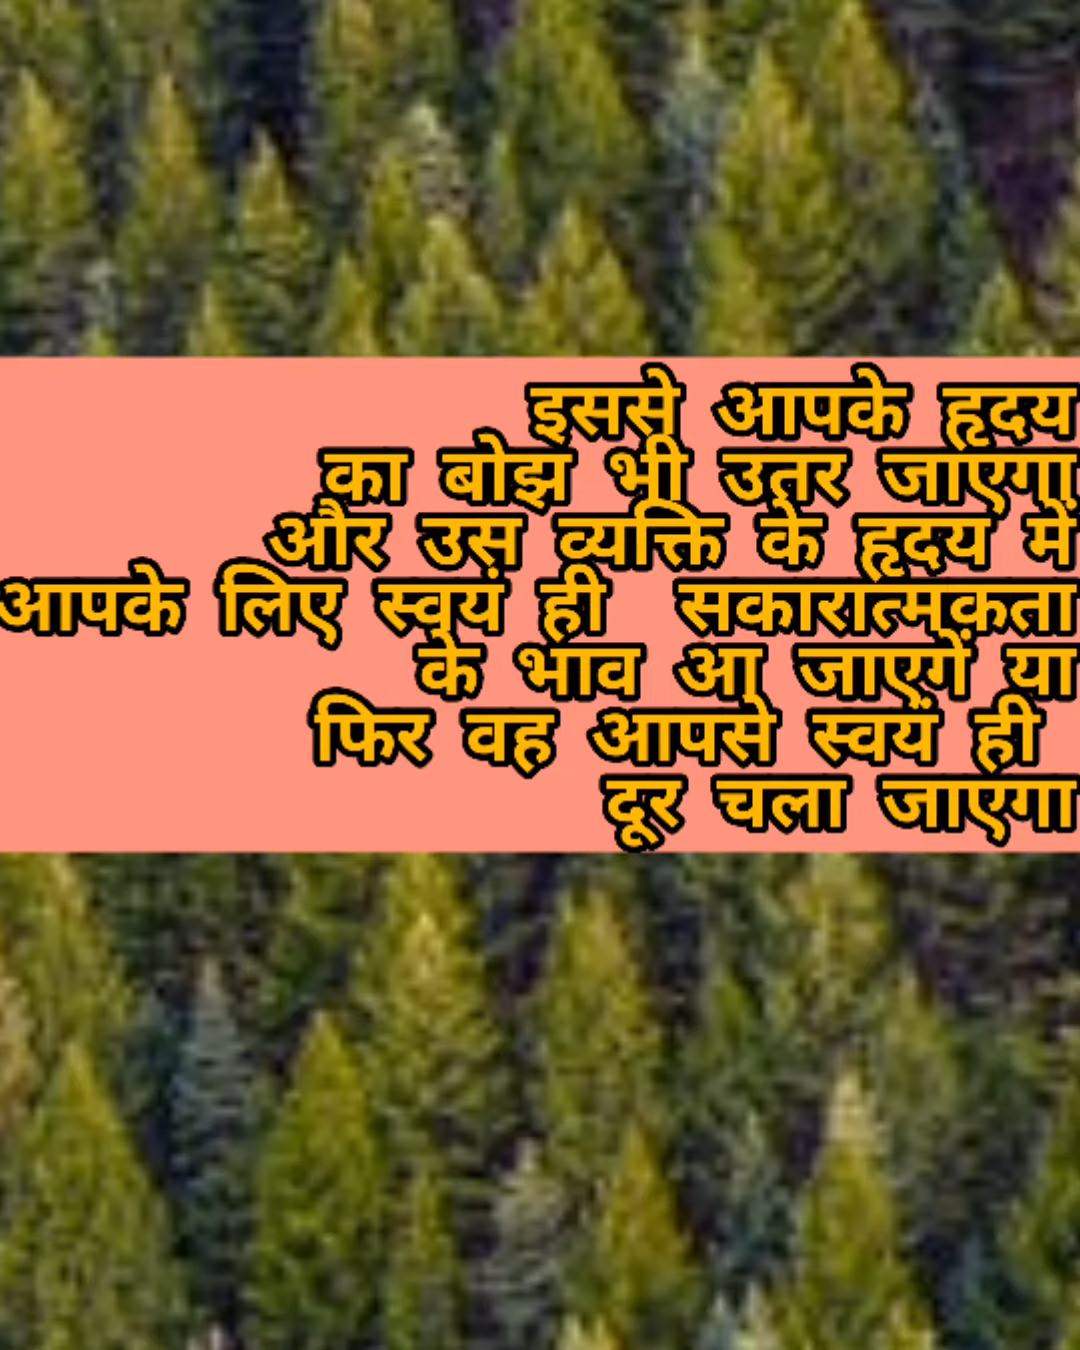 इससे आपके हृदय
का बोझ भी उतर जाएगा
और उस व्यक्ति के हृदय में
आपके लिए स्वयं ही सकारात्मकता
के भाव आ जाएगें या
फिर वह आपसे स्वयं ही
दूर चला जाएगा